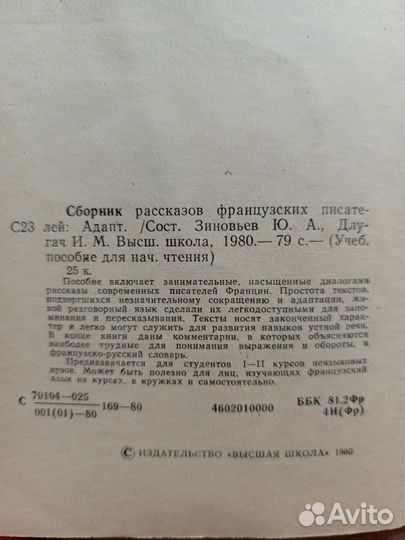 Сборник рассказов французских писате-
С23 лей: Адапт. /Сост. Зиновьев Ю. А., Длу-
гач И. М. Высш. школа, 1980.— 79 с.— (Учеб.
пособие для нач. чтения)
25 к.
Пособие включает занимательные, насыщенные диалогами
рассказы современных писателей Франции. Простота текстов,
подвергшихся незначительному сокращению и адаптации, жи-
вой разговорный язык сделали их легкодоступными для запо-
минания и пересказывания. Тексты носят законченный харак-
тер и легко могут служить для развития навыков устной речи.
В конце книги даны комментарии, в которых объясняются
наиболее трудные для понимания выражения и обороты, и
французско-русский словарь.
Предназначается для студентов I—II курсов неязыковых
вузов. Может быть полезно для лиц, изучающих французский
язык на курсах, в кружках и самостоятельно.
С 70104—025 169—80 4602010000 ББК 81.2Фр
001(01)—80 4И(Фр)
© ИЗДАТЕЛЬСТВО «ВЫСШАЯ ШКОЛА» 1980
Avito